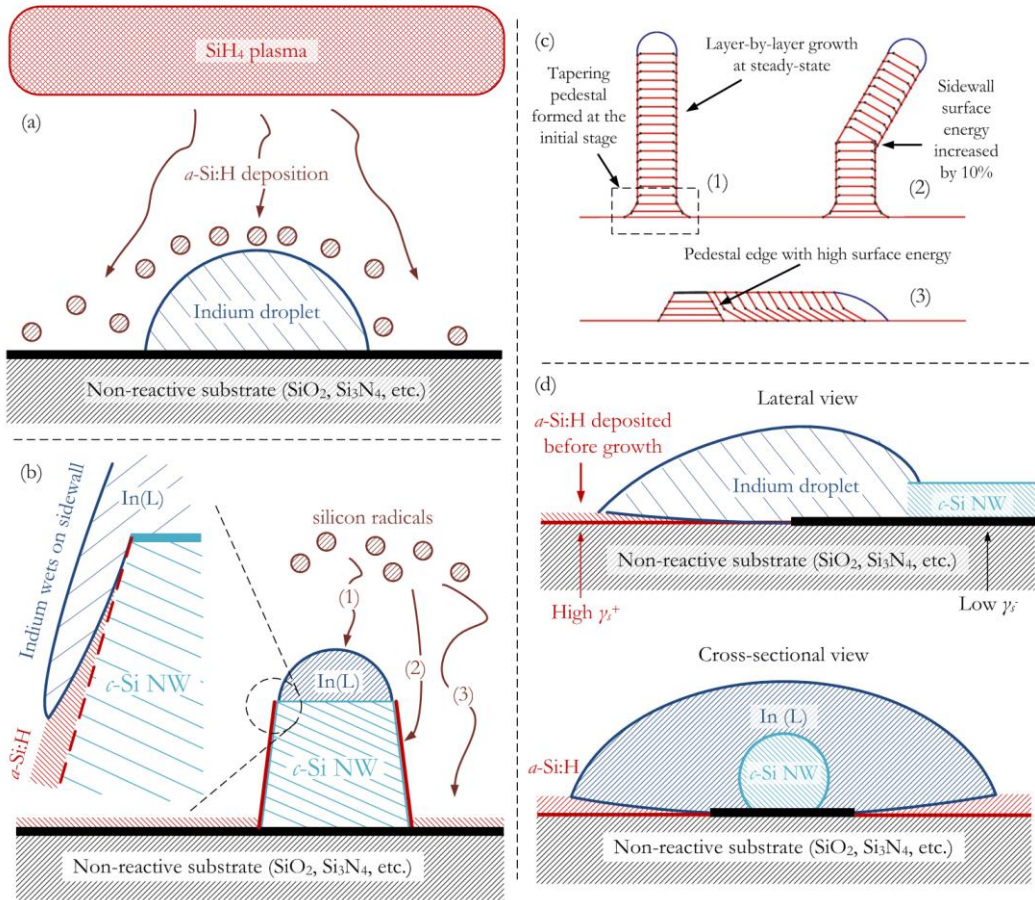 SiH₄ plasma
(a)
a-Si:H deposition
Indium droplet
Non-reactive substrate (SiO₂, Si₃N₄, etc.)
(b)
Indium wets on sidewall
In(L)
a-Si:H
c-Si NW
silicon radicals
(1)
(2)
(3)
In(L)
c-Si NW
Non-reactive substrate (SiO₂, Si₃N₄, etc.)
(c)
Tapering
pedestal
formed at the
initial stage
Layer-by-layer growth
at steady-state
(1)
Sidewall
surface
energy
increased
by 10%
(2)
Pedestal edge with high surface energy
(3)
(d)
Lateral view
a-Si:H deposited
before growth
Indium droplet
c-Si NW
Non-reactive substrate (SiO₂, Si₃N₄, etc.)
High γₛ⁺
Low γₛ⁻
Cross-sectional view
In (L)
c-Si NW
a-Si:H
Non-reactive substrate (SiO₂, Si₃N₄, etc.)